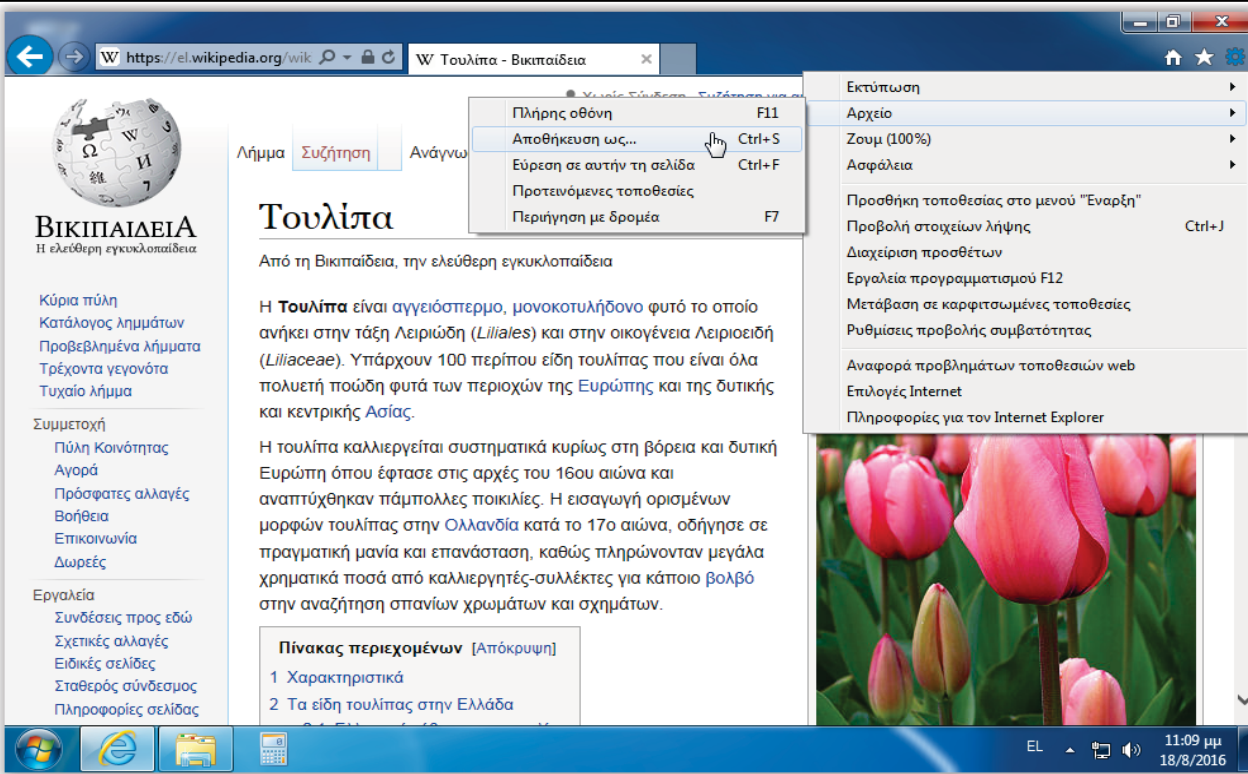 https://el.wikipedia.org/wik
W Τουλίπα - Βικιπαίδεια
Χωρίς Σύνδεση Συζήτηση για
Λήμμα Συζήτηση
Πλήρης οθόνη F11
Αποθήκευση ως... Ctrl+S
Εύρεση σε αυτήν τη σελίδα Ctrl+F
Προτεινόμενες τοποθεσίες
Περιήγηση με δρομέα F7
Εκτύπωση
Αρχείο
Ζουμ (100%)
Ασφάλεια
Προσθήκη τοποθεσίας στο μενού "Έναρξη"
Προβολή στοιχείων λήψης Ctrl+J
Διαχείριση προσθέτων
Εργαλεία προγραμματισμού F12
Μετάβαση σε καρφιτσωμένες τοποθεσίες
Ρυθμίσεις προβολής συμβατότητας
Αναφορά προβλημάτων τοποθεσιών web
Επιλογές Internet
Πληροφορίες για τον Internet Explorer
W
Ω
И
7
ΒΙΚΙΠΑΙΔΕΙΑ
Η ελεύθερη εγκυκλοπαίδεια
Κύρια πύλη
Κατάλογος λημμάτων
Προβεβλημένα λήμματα
Τρέχοντα γεγονότα
Τυχαίο λήμμα
Συμμετοχή
Πύλη Κοινότητας
Αγορά
Πρόσφατες αλλαγές
Βοήθεια
Επικοινωνία
Δωρεές
Εργαλεία
Συνδέσεις προς εδώ
Σχετικές αλλαγές
Ειδικές σελίδες
Σταθερός σύνδεσμος
Πληροφορίες σελίδας
Τουλίπα
Από τη Βικιπαίδεια, την ελεύθερη εγκυκλοπαίδεια
Η Τουλίπα είναι αγγειόσπερμο, μονοκοτυλήδονο φυτό το οποίο
ανήκει στην τάξη Λειριώδη (Liliales) και στην οικογένεια Λειριοειδή
(Liliaceae). Υπάρχουν 100 περίπου είδη τουλίπας που είναι όλα
πολυετή ποώδη φυτά των περιοχών της Ευρώπης και της δυτικής
και κεντρικής Ασίας.
Η τουλίπα καλλιεργείται συστηματικά κυρίως στη βόρεια και δυτική
Ευρώπη όπου έφτασε στις αρχές του 16ου αιώνα και
αναπτύχθηκαν πάμπολλες ποικιλίες. Η εισαγωγή ορισμένων
μορφών τουλίπας στην Ολλανδία κατά το 17ο αιώνα, οδήγησε σε
πραγματική μανία και επανάσταση, καθώς πληρώνονταν μεγάλα
χρηματικά ποσά από καλλιεργητές-συλλέκτες για κάποιο βολβό
στην αναζήτηση σπανίων χρωμάτων και σχημάτων.
Πίνακας περιεχομένων [Απόκρυψη]
1 Χαρακτηριστικά
2 Τα είδη τουλίπας στην Ελλάδα
EL
11:09 μμ
18/8/2016